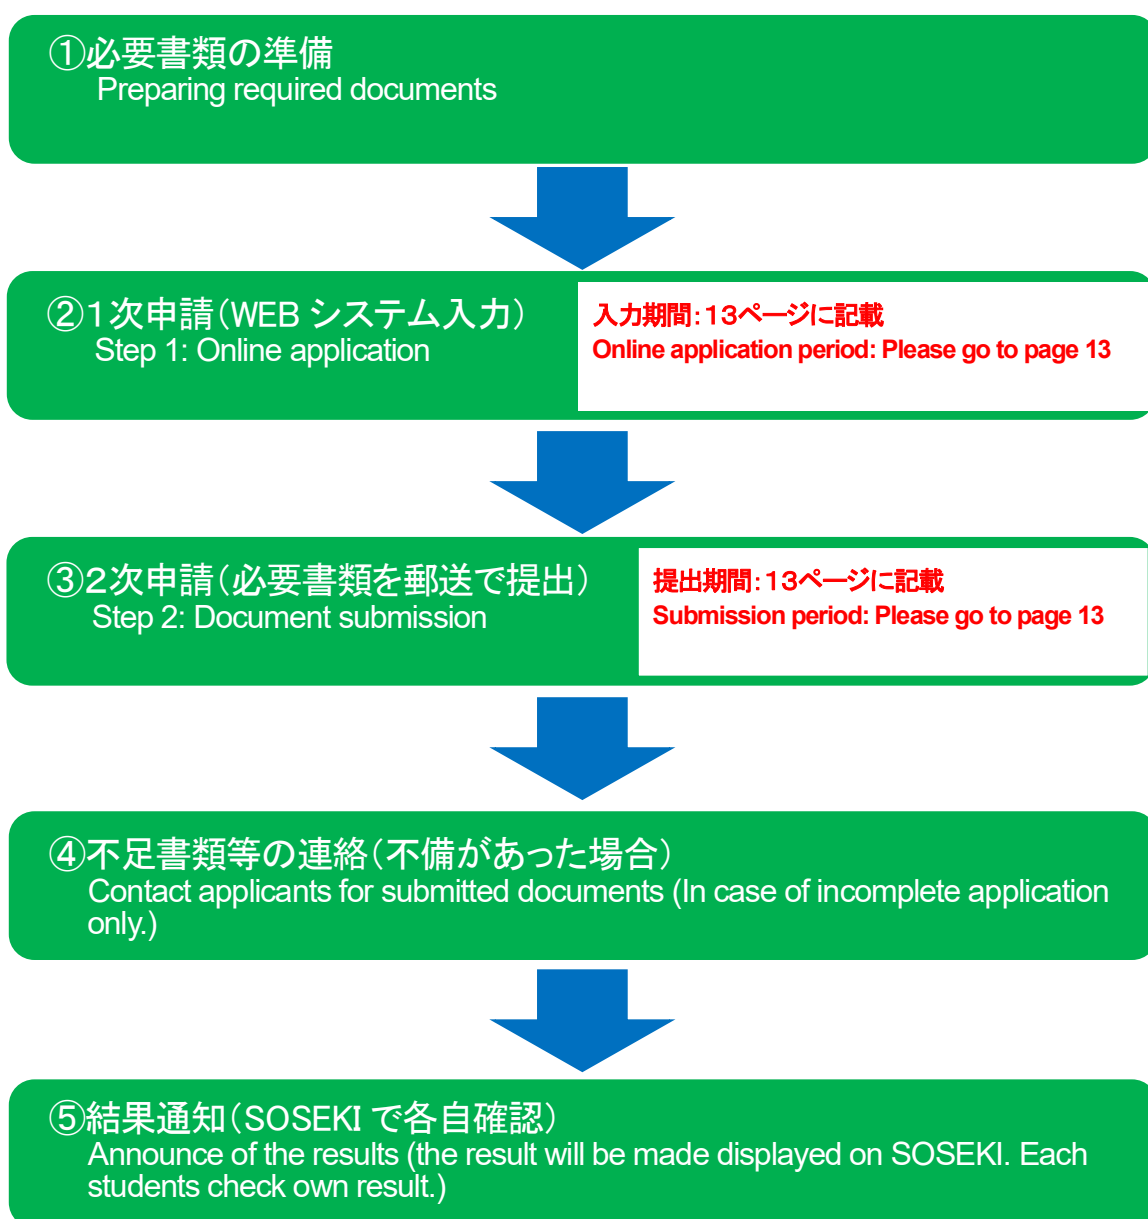 ①必要書類の準備
Preparing required documents
②１次申請（WEB システム入力）
Step 1: Online application
入力期間：１３ページに記載
Online application period: Please go to page 13
③２次申請（必要書類を郵送で提出）
Step 2: Document submission
提出期間：１３ページに記載
Submission period: Please go to page 13
④不足書類等の連絡（不備があった場合）
Contact applicants for submitted documents (In case of incomplete application
only.)
⑤結果通知（SOSEKI で各自確認）
Announce of the results (the result will be made displayed on SOSEKI. Each
students check own result.)